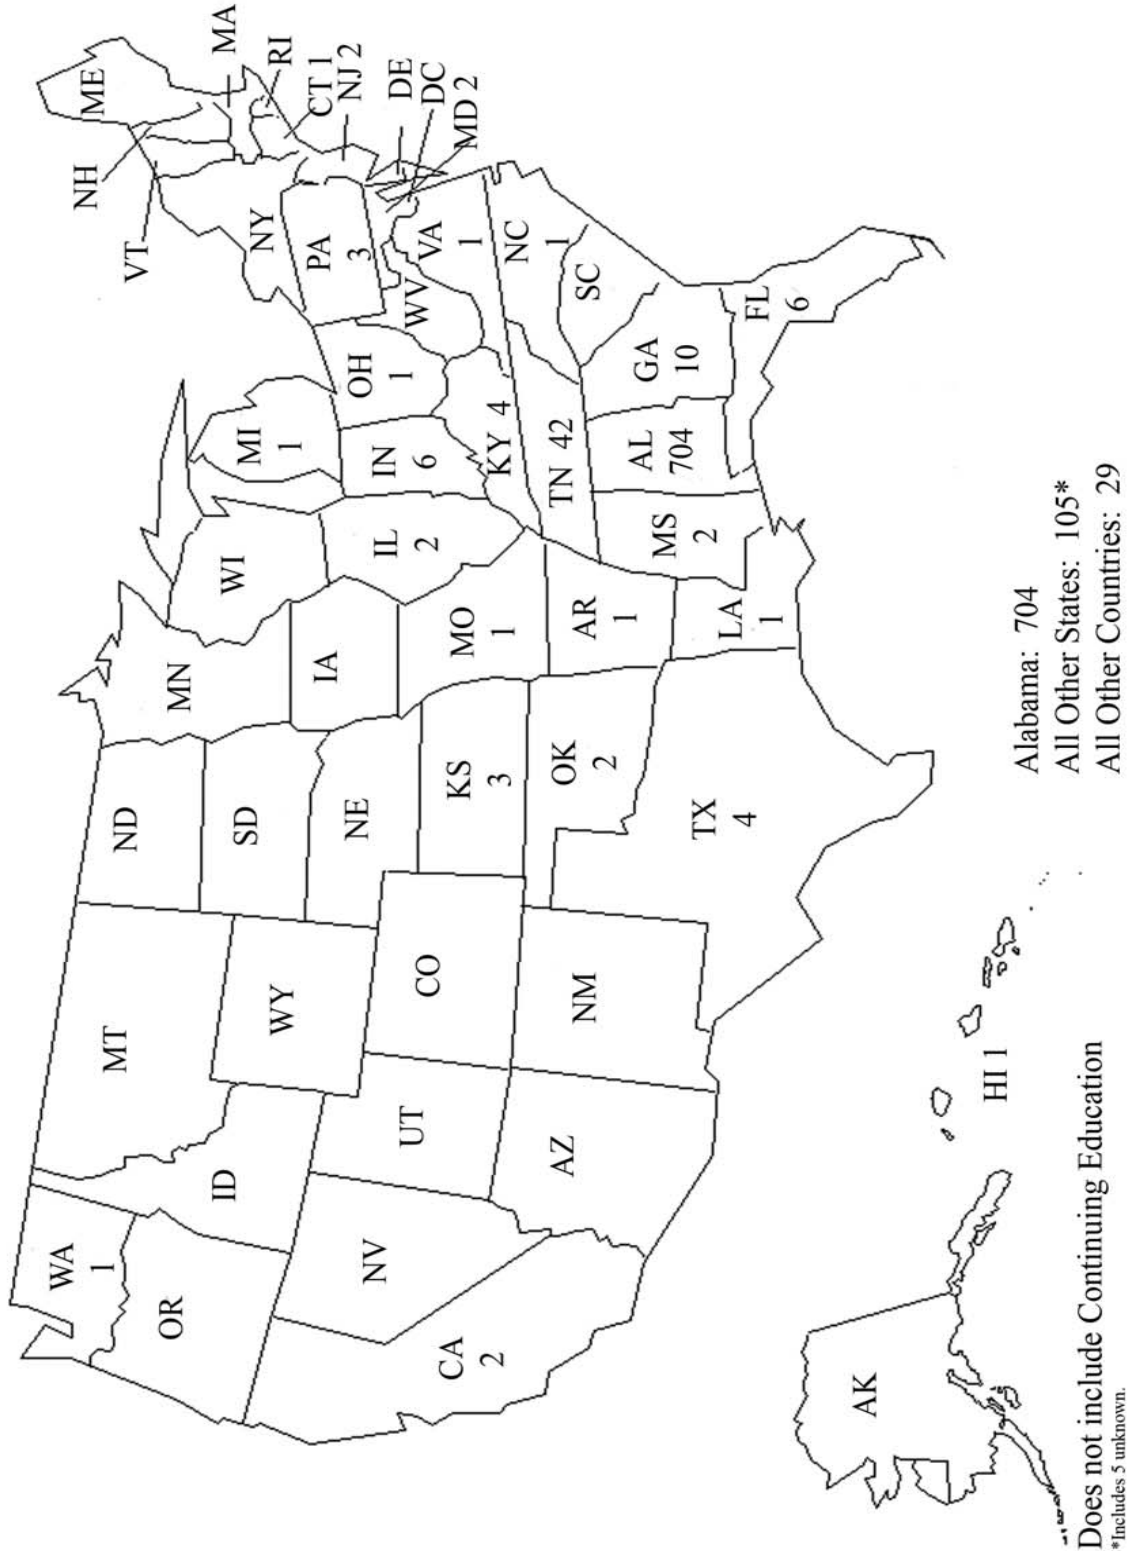 WA
1
OR
CA
2
NV
ID
MT
WY
UT
AZ
CO
NM
ND
SD
NE
KS
3
OK
2
TX
4
MN
IA
MO
1
AR
1
LA
1
WI
IL
2
MS
2
MI
1
IN
6
KY 4
TN 42
AL
704
OH
1
GA
10
FL
6
WV
VA
1
NC
1
SC
PA
3
NY
VT
NH
ME
MA
RI
CT 1
NJ 2
DE
DC
MD 2
AK
HI 1
Alabama: 704
All Other States: 105*
All Other Countries: 29
Does not include Continuing Education
*Includes 5 unknown.